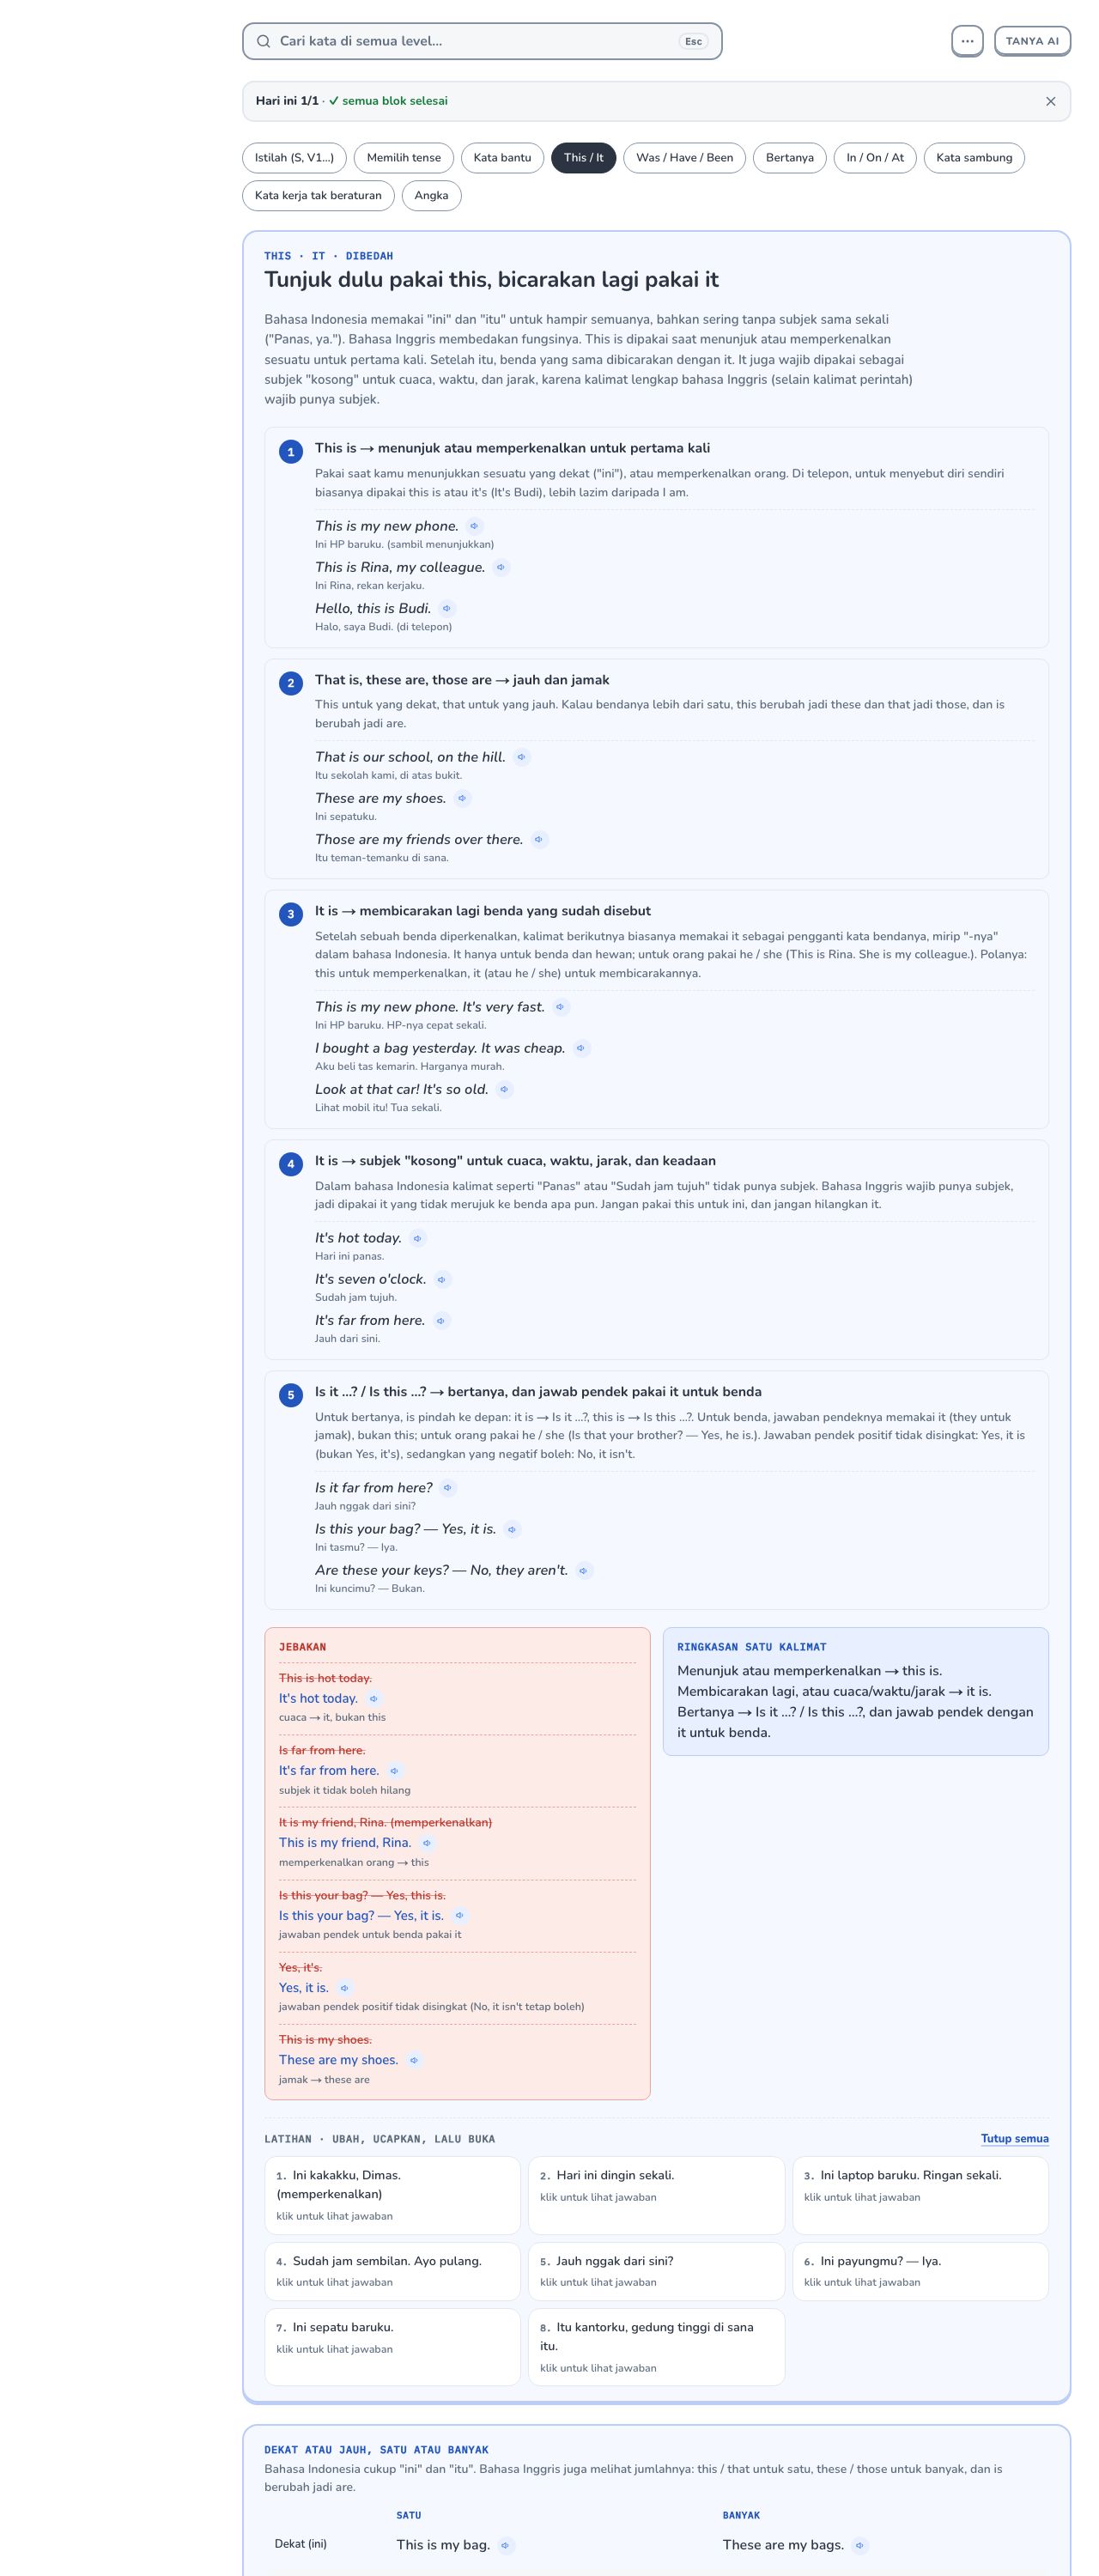 Cari kata di semua level...
Esc
...
TANYA AI
Hari ini 1/1 · ✓ semua blok selesai
Istilah (S, V1...)
Memilih tense
Kata bantu
This / It
Was / Have / Been
Bertanya
In / On / At
Kata sambung
Kata kerja tak beraturan
Angka
THIS · IT · DIBEDAH
Tunjuk dulu pakai this, bicarakan lagi pakai it
Bahasa Indonesia memakai "ini" dan "itu" untuk hampir semuanya, bahkan sering tanpa subjek sama sekali
("Panas, ya."). Bahasa Inggris membedakan fungsinya. This is dipakai saat menunjuk atau memperkenalkan
sesuatu untuk pertama kali. Setelah itu, benda yang sama dibicarakan dengan it. It juga wajib dipakai sebagai
subjek "kosong" untuk cuaca, waktu, dan jarak, karena kalimat lengkap bahasa Inggris (selain kalimat perintah)
wajib punya subjek.
1
This is → menunjuk atau memperkenalkan untuk pertama kali
Pakai saat kamu menunjukkan sesuatu yang dekat ("ini"), atau memperkenalkan orang. Di telepon, untuk menyebut diri sendiri
biasanya dipakai this is atau it's (It's Budi), lebih lazim daripada I am.
This is my new phone.
Ini HP baruku. (sambil menunjukkan)
This is Rina, my colleague.
Ini Rina, rekan kerjaku.
Hello, this is Budi.
Halo, saya Budi. (di telepon)
2
That is, these are, those are → jauh dan jamak
This untuk yang dekat, that untuk yang jauh. Kalau bendanya lebih dari satu, this berubah jadi these dan that jadi those, dan is
berubah jadi are.
That is our school, on the hill.
Itu sekolah kami, di atas bukit.
These are my shoes.
Ini sepatuku.
Those are my friends over there.
Itu teman-temanku di sana.
3
It is → membicarakan lagi benda yang sudah disebut
Setelah sebuah benda diperkenalkan, kalimat berikutnya biasanya memakai it sebagai pengganti kata bendanya, mirip "-nya"
dalam bahasa Indonesia. It hanya untuk benda dan hewan; untuk orang pakai he / she (This is Rina. She is my colleague.). Polanya:
this untuk memperkenalkan, it (atau he / she) untuk membicarakannya.
This is my new phone. It's very fast.
Ini HP baruku. HP-nya cepat sekali.
I bought a bag yesterday. It was cheap.
Aku beli tas kemarin. Harganya murah.
Look at that car! It's so old.
Lihat mobil itu! Tua sekali.
4
It is → subjek "kosong" untuk cuaca, waktu, jarak, dan keadaan
Dalam bahasa Indonesia kalimat seperti "Panas" atau "Sudah jam tujuh" tidak punya subjek. Bahasa Inggris wajib punya subjek,
jadi dipakai it yang tidak merujuk ke benda apa pun. Jangan pakai this untuk ini, dan jangan hilangkan it.
It's hot today.
Hari ini panas.
It's seven o'clock.
Sudah jam tujuh.
It's far from here.
Jauh dari sini.
5
Is it ...? / Is this ...? → bertanya, dan jawab pendek pakai it untuk benda
Untuk bertanya, is pindah ke depan: it is → Is it ...?, this is → Is this ...?. Untuk benda, jawaban pendeknya memakai it (they untuk
jamak), bukan this; untuk orang pakai he / she (Is that your brother? — Yes, he is.). Jawaban pendek positif tidak disingkat: Yes, it is
(bukan Yes, it's), sedangkan yang negatif boleh: No, it isn't.
Is it far from here?
Jauh nggak dari sini?
Is this your bag? — Yes, it is.
Ini tasmu? — Iya.
Are these your keys? — No, they aren't.
Ini kuncimu? — Bukan.
JEBAKAN
This is hot today.
It's hot today.
cuaca → it, bukan this
Is far from here.
It's far from here.
subjek it tidak boleh hilang
It is my friend, Rina. (memperkenalkan)
This is my friend, Rina.
memperkenalkan orang → this
Is this your bag? — Yes, this is.
Is this your bag? — Yes, it is.
jawaban pendek untuk benda pakai it
Yes, it's.
Yes, it is.
jawaban pendek positif tidak disingkat (No, it isn't tetap boleh)
This is my shoes.
These are my shoes.
jamak → these are
RINGKASAN SATU KALIMAT
Menunjuk atau memperkenalkan → this is.
Membicarakan lagi, atau cuaca/waktu/jarak → it is.
Bertanya → Is it ...? / Is this ...?, dan jawab pendek dengan
it untuk benda.
LATIHAN · UBAH, UCAPKAN, LALU BUKA
Tutup semua
1. Ini kakakku, Dimas.
(memperkenalkan)
klik untuk lihat jawaban
2. Hari ini dingin sekali.
klik untuk lihat jawaban
3. Ini laptop baruku. Ringan sekali.
klik untuk lihat jawaban
4. Sudah jam sembilan. Ayo pulang.
klik untuk lihat jawaban
5. Jauh nggak dari sini?
klik untuk lihat jawaban
6. Ini payungmu? — Iya.
klik untuk lihat jawaban
7. Ini sepatu baruku.
klik untuk lihat jawaban
8. Itu kantorku, gedung tinggi di sana
itu.
klik untuk lihat jawaban
DEKAT ATAU JAUH, SATU ATAU BANYAK
Bahasa Indonesia cukup "ini" dan "itu". Bahasa Inggris juga melihat jumlahnya: this / that untuk satu, these / those untuk banyak, dan is
berubah jadi are.
SATU
BANYAK
Dekat (ini)
This is my bag.
These are my bags.